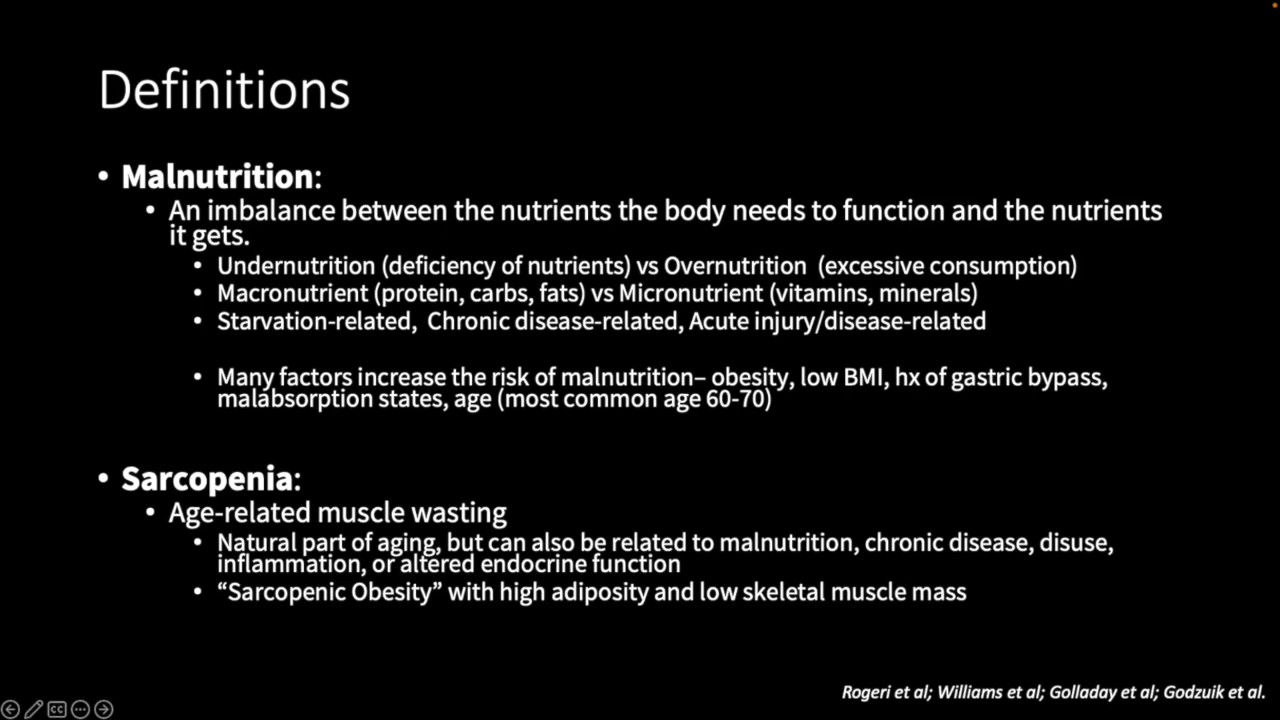 Definitions
• Malnutrition:
• An imbalance between the nutrients the body needs to function and the nutrients
it gets.
• Undernutrition (deficiency of nutrients) vs Overnutrition  (excessive consumption)
• Macronutrient (protein, carbs, fats) vs Micronutrient (vitamins, minerals)
• Starvation-related,  Chronic disease-related, Acute injury/disease-related
• Many factors increase the risk of malnutrition– obesity, low BMI, hx of gastric bypass,
malabsorption states, age (most common age 60-70)
• Sarcopenia:
• Age-related muscle wasting
• Natural part of aging, but can also be related to malnutrition, chronic disease, disuse,
inflammation, or altered endocrine function
• “Sarcopenic Obesity” with high adiposity and low skeletal muscle mass
Rogeri et al; Williams et al; Golladay et al; Godzuik et al.
CC